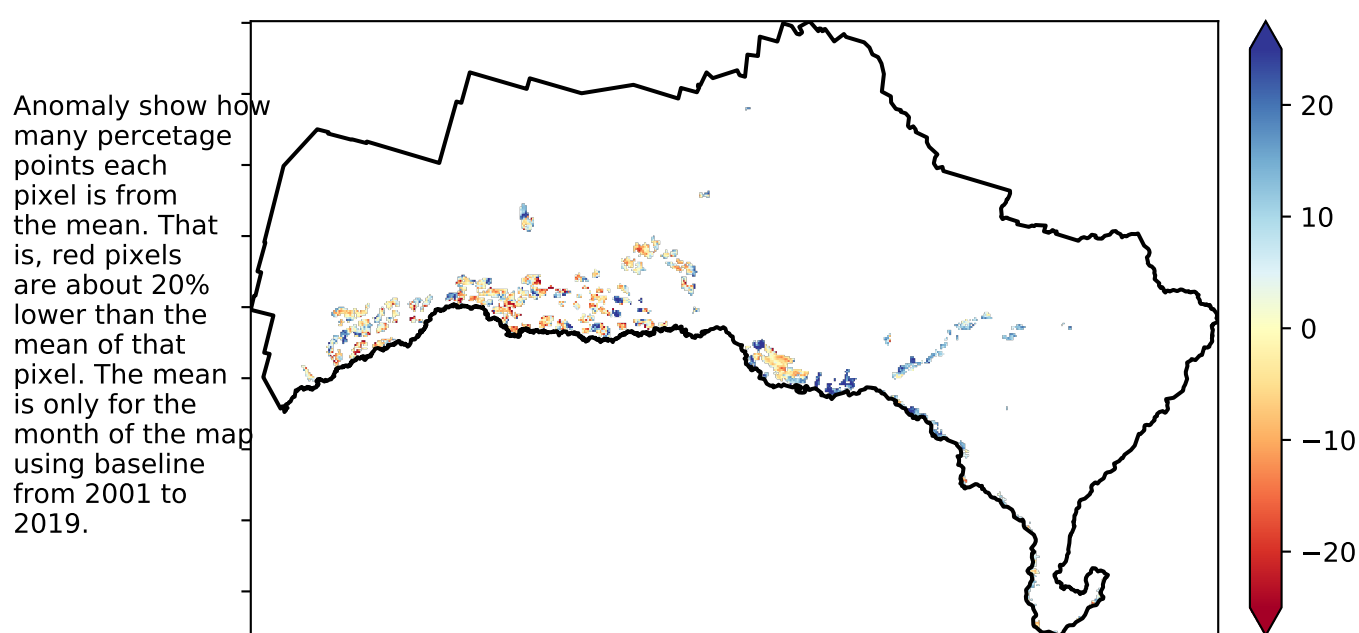 Anomaly show how
many percetage
points each
pixel is from
the mean. That
is, red pixels
are about 20%
lower than the
mean of that
pixel. The mean
is only for the
month of the map
using baseline
from 2001 to
2019.
20
10
0
−10
−20